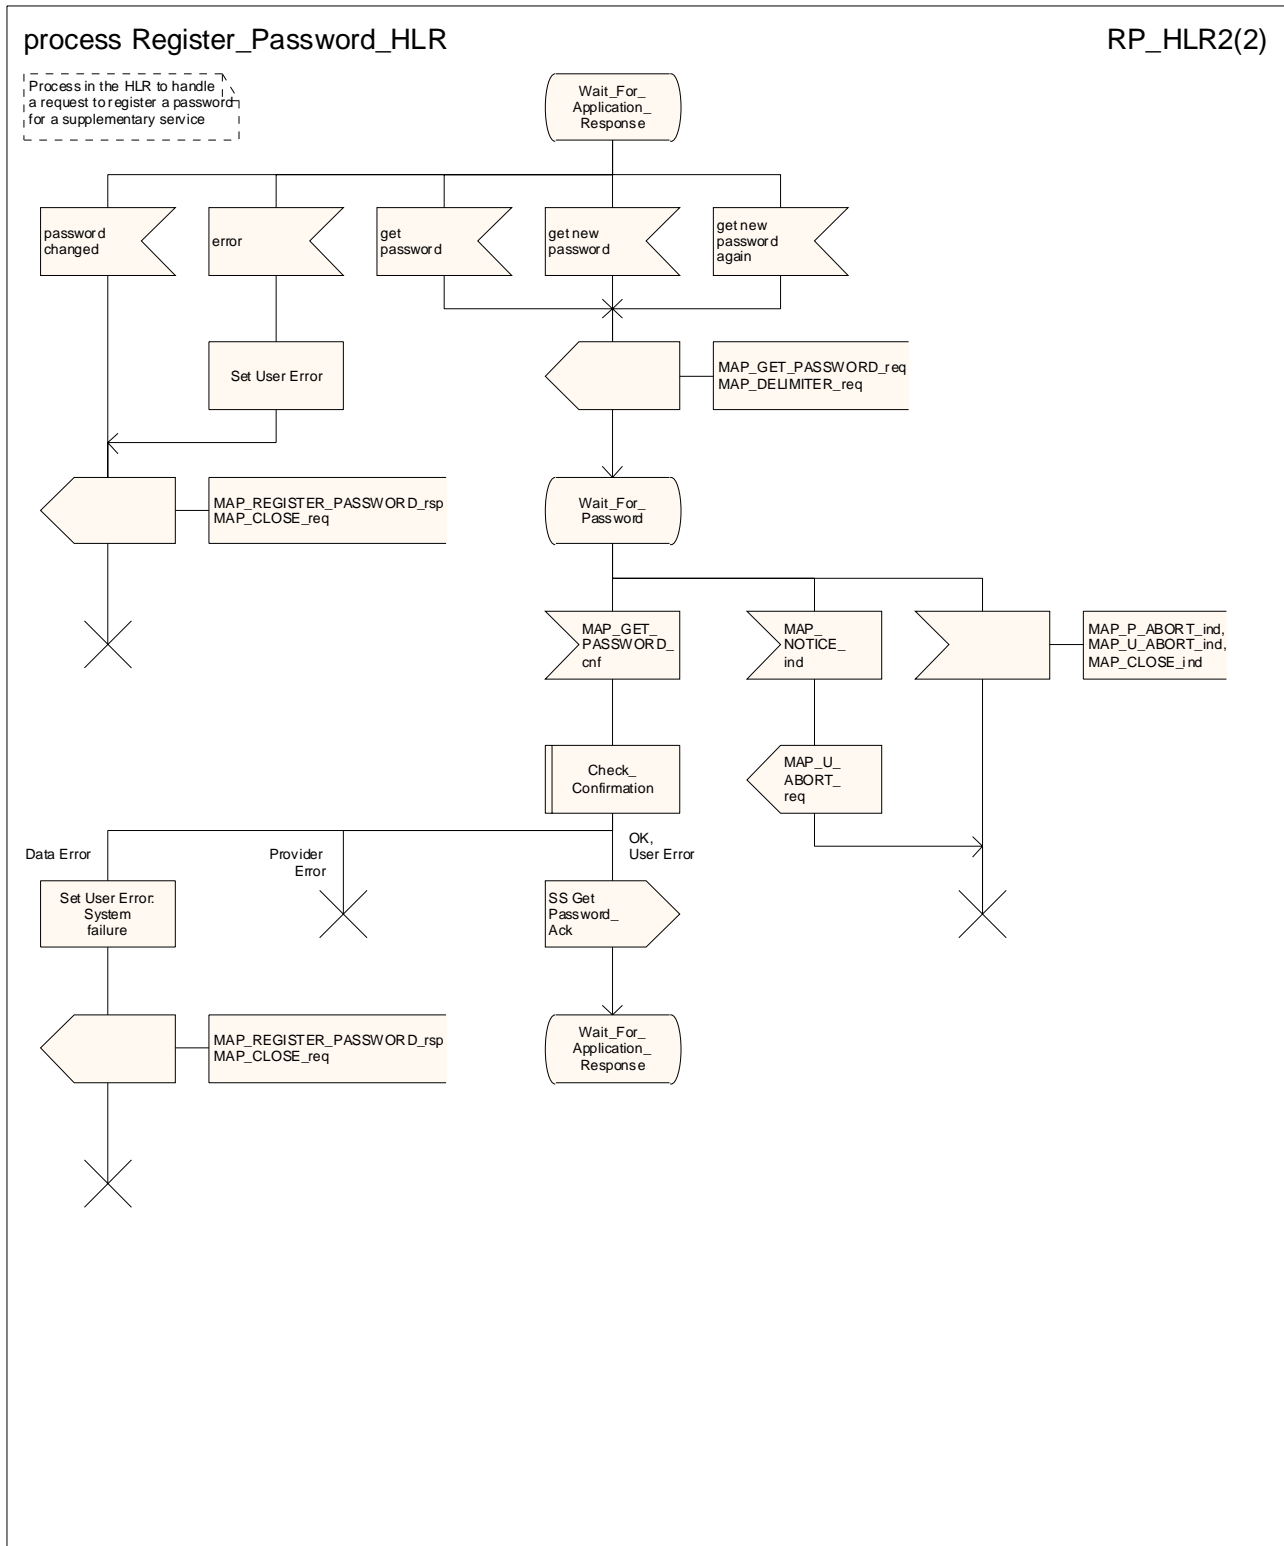 process Register_Password_HLR
RP_HLR2(2)
Process in the HLR to handle
a request to register a password
for a supplementary service
Wait_For_
Application_
Response
password
changed
error
get
password
get new
password
get new
password
again
Set User Error
MAP_GET_PASSWORD_req
MAP_DELIMITER_req
MAP_REGISTER_PASSWORD_rsp
MAP_CLOSE_req
Wait_For_
Password
MAP_GET_
PASSWORD_
cnf
MAP_
NOTICE_
ind
MAP_P_ABORT_ind,
MAP_U_ABORT_ind,
MAP_CLOSE_ind
Check_
Confirmation
MAP_U_
ABORT_
req
Data Error
Provider
Error
OK,
User Error
Set User Error:
System
failure
SS Get
Password_
Ack
MAP_REGISTER_PASSWORD_rsp
MAP_CLOSE_req
Wait_For_
Application_
Response